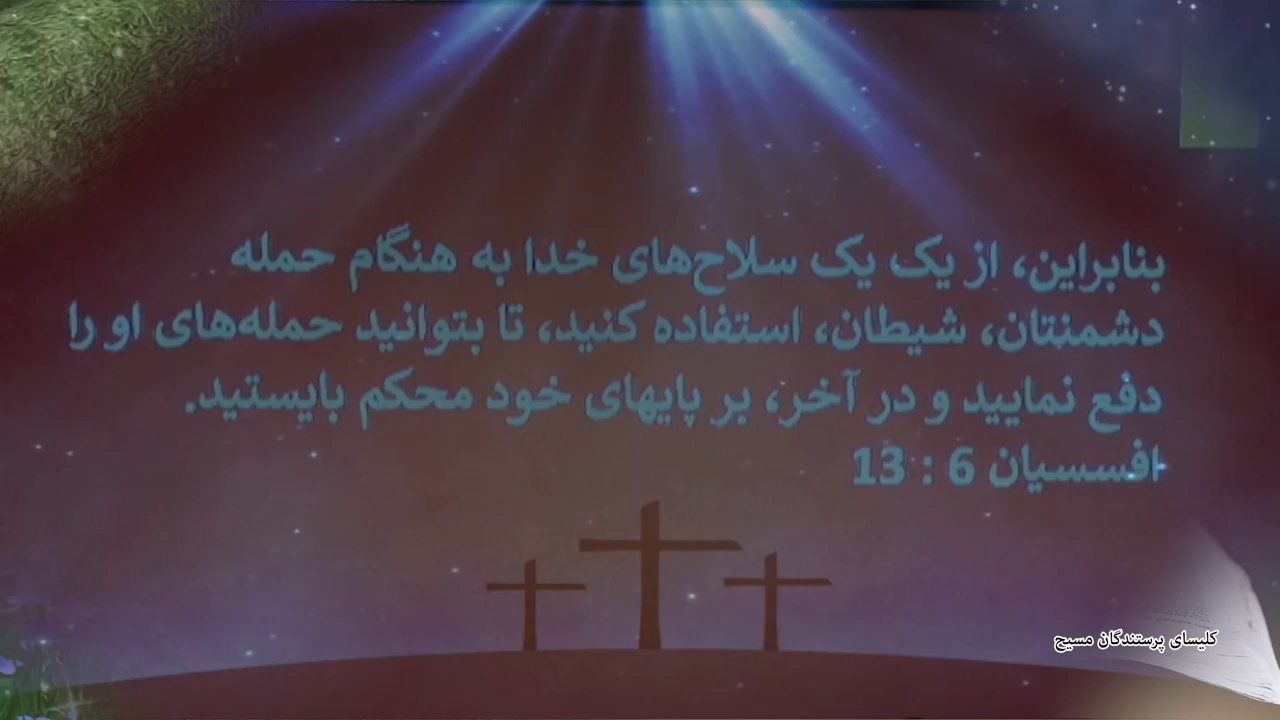 بنابراین، از یک یک سلاح‌های خدا به هنگام حمله
دشمنتان، شیطان، استفاده کنید، تا بتوانید حمله‌های او را
دفع نمایید و در آخر، بر پایهای خود محکم بایستید.
افسسیان 6 : 13
کلیسای پرستندگان مسیح